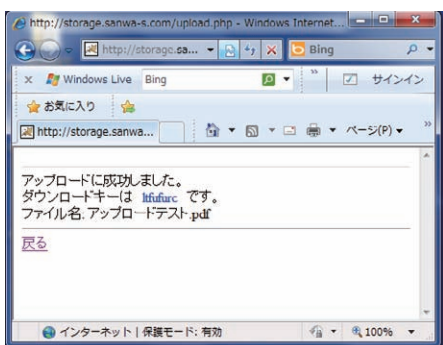 http://storage.sanwa-s.com/upload.php - Windows Internet...
http://storage.sa...
Bing
x Windows Live Bing
サインイン
お気に入り
http://storage.sanwa...
ページ(P)
アップロードに成功しました。
ダウンロードキーは ltfufurc です。
ファイル名. アップロードテスト.pdf
戻る
インターネット | 保護モード: 有効
100%